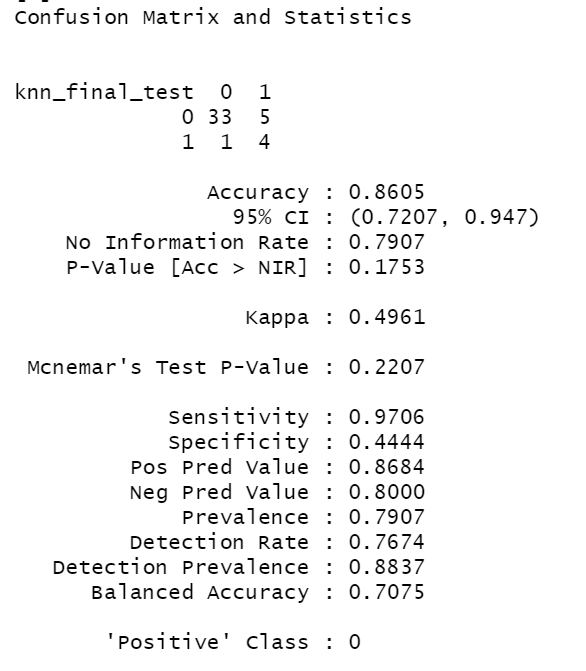 Confusion Matrix and Statistics
knn_final_test 0 1
0 33 5
1 1 4
Accuracy : 0.8605
95% CI : (0.7207, 0.947)
No Information Rate : 0.7907
P-Value [Acc > NIR] : 0.1753
Kappa : 0.4961
Mcnemar's Test P-Value : 0.2207
Sensitivity : 0.9706
Specificity : 0.4444
Pos Pred Value : 0.8684
Neg Pred Value : 0.8000
Prevalence : 0.7907
Detection Rate : 0.7674
Detection Prevalence : 0.8837
Balanced Accuracy : 0.7075
'Positive' Class : 0